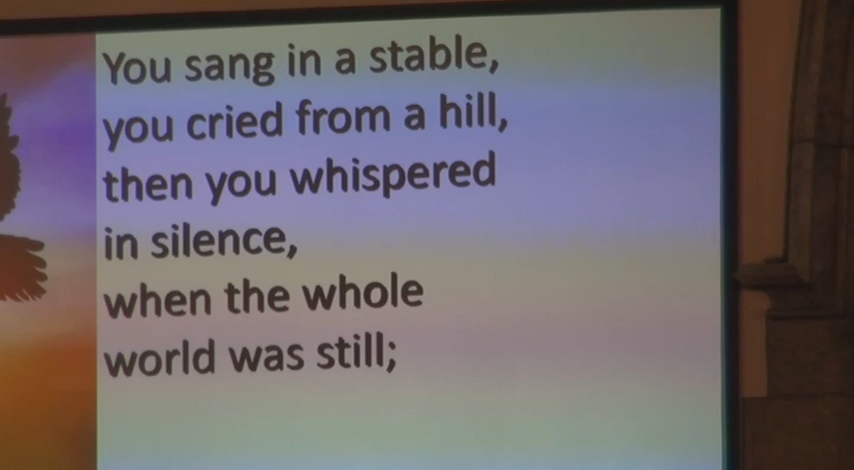 You sang in a stable,
you cried from a hill,
then you whispered
in silence,
when the whole
world was still;